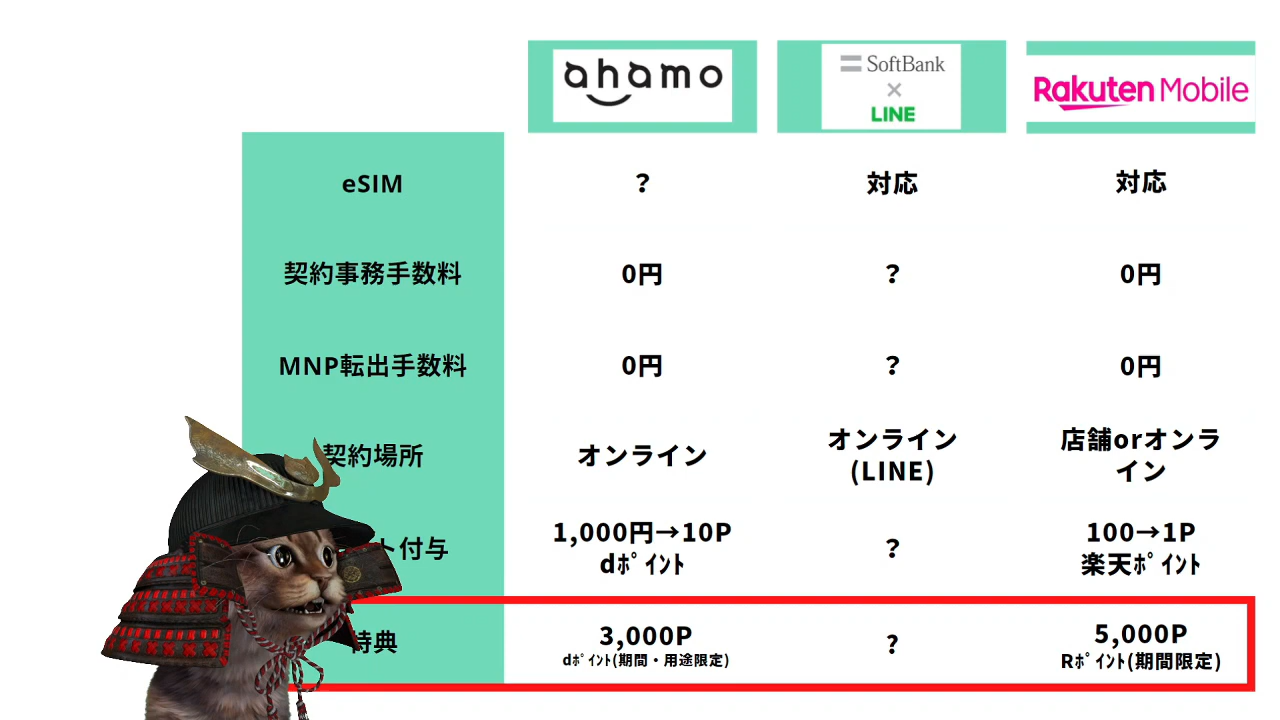 ahamo
SoftBank
×
LINE
Rakuten Mobile
eSIM
?
対応
対応
契約事務手数料
0円
?
0円
MNP転出手数料
0円
?
0円
契約場所
オンライン
オンライン
(LINE)
店舗orオンラ
イン
ト付与
1,000円→10P
dポイント
?
100→1P
楽天ポイント
特典
3,000P
dポイント(期間・用途限定)
?
5,000P
Rポイント(期間限定)